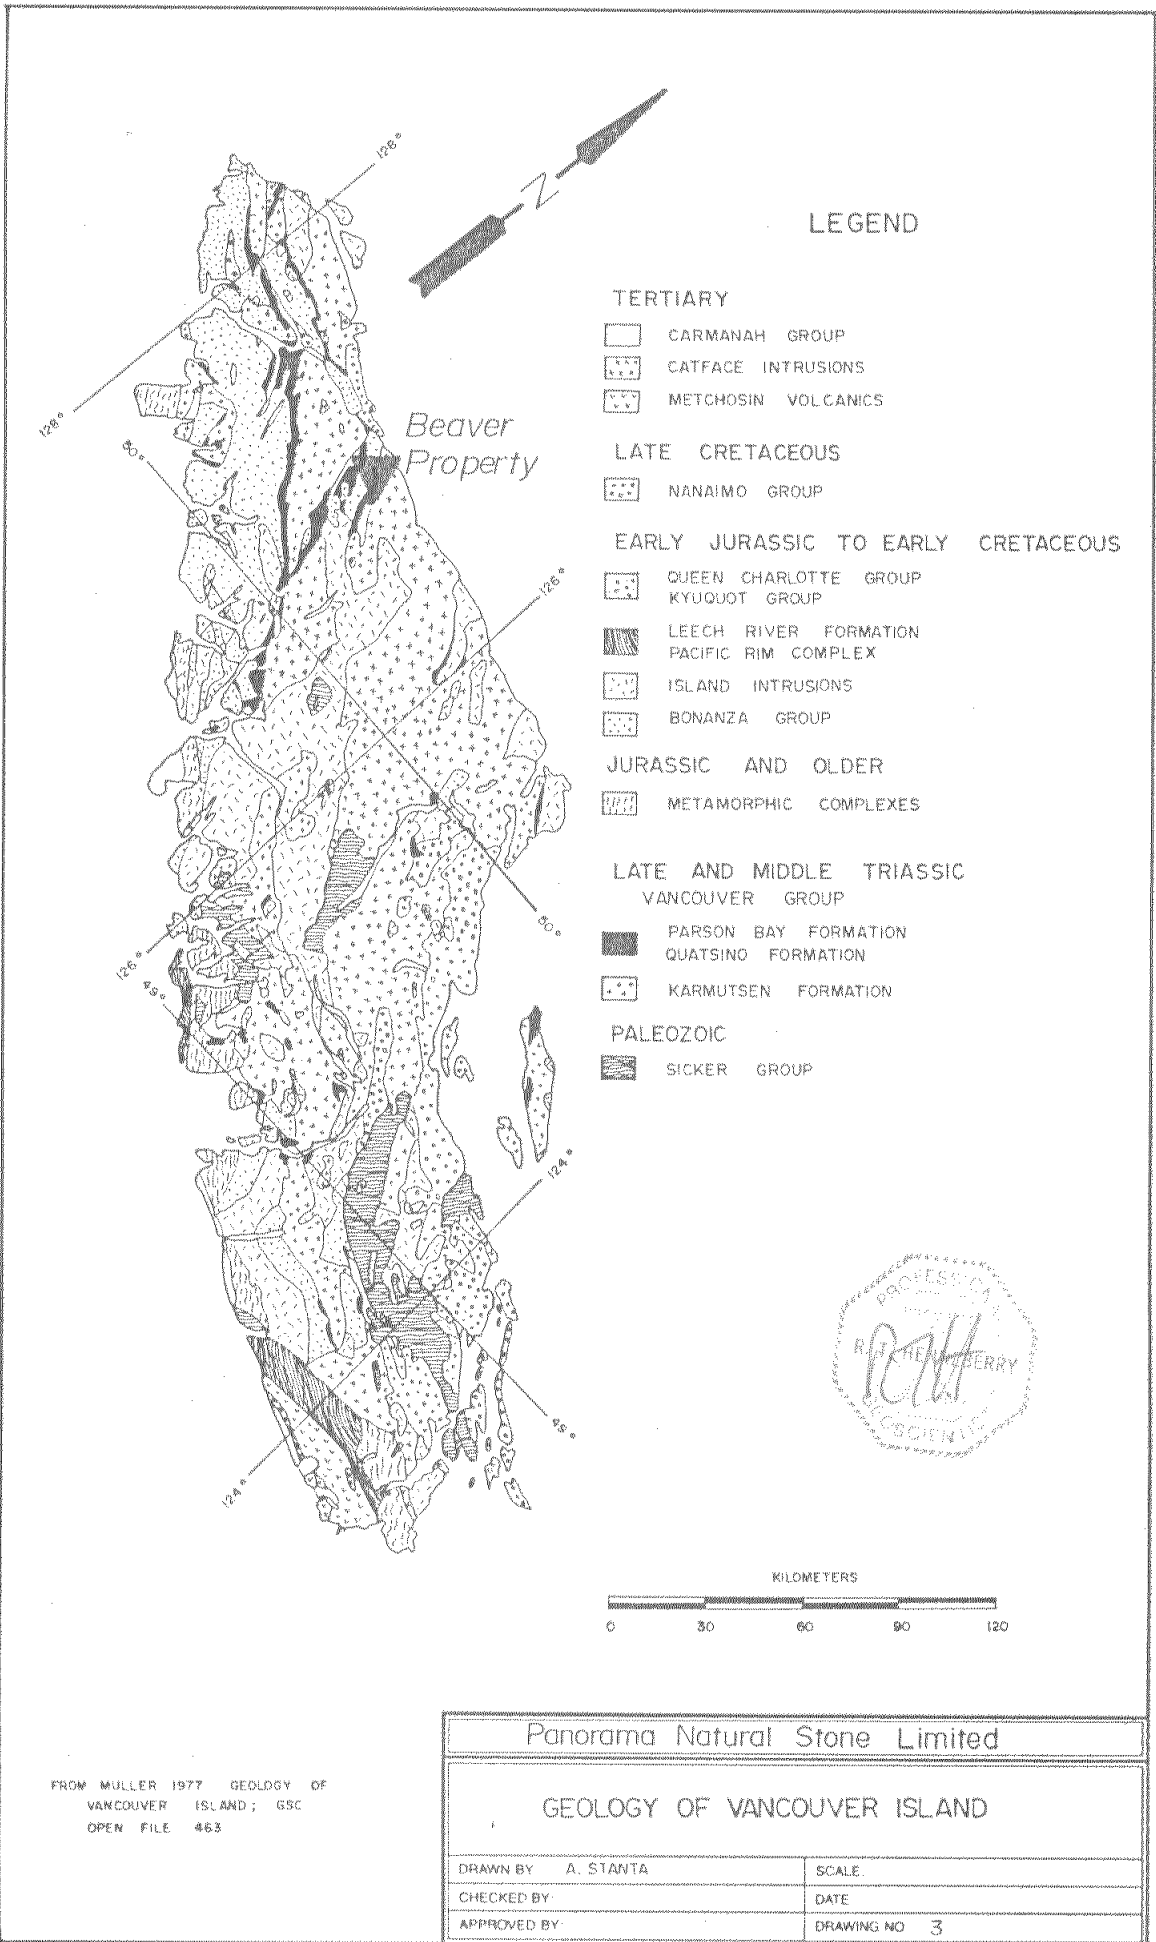 128°
N
LEGEND
TERTIARY
CARMANAH GROUP
CATFACE INTRUSIONS
METCHOSIN VOLCANICS
128°
50°
Beaver
Property
LATE CRETACEOUS
NANAIMO GROUP
EARLY JURASSIC TO EARLY CRETACEOUS
QUEEN CHARLOTTE GROUP
KYUQUOT GROUP
126°
LEECH RIVER FORMATION
PACIFIC RIM COMPLEX
ISLAND INTRUSIONS
BONANZA GROUP
JURASSIC AND OLDER
METAMORPHIC COMPLEXES
LATE AND MIDDLE TRIASSIC
VANCOUVER GROUP
50°
PARSON BAY FORMATION
QUATSINO FORMATION
126°
49°
KARMUTSEN FORMATION
PALEOZOIC
SICKER GROUP
124°
PROFESSIONAL
GEOSCIENTIST
49°
124°
KILOMETERS
0 30 60 90 120
Panorama Natural Stone Limited
FROM MULLER 1977 GEOLOGY OF
VANCOUVER ISLAND; GSC
OPEN FILE 463
GEOLOGY OF VANCOUVER ISLAND
DRAWN BY A. STANTA
SCALE
CHECKED BY
DATE
APPROVED BY
DRAWING NO 3